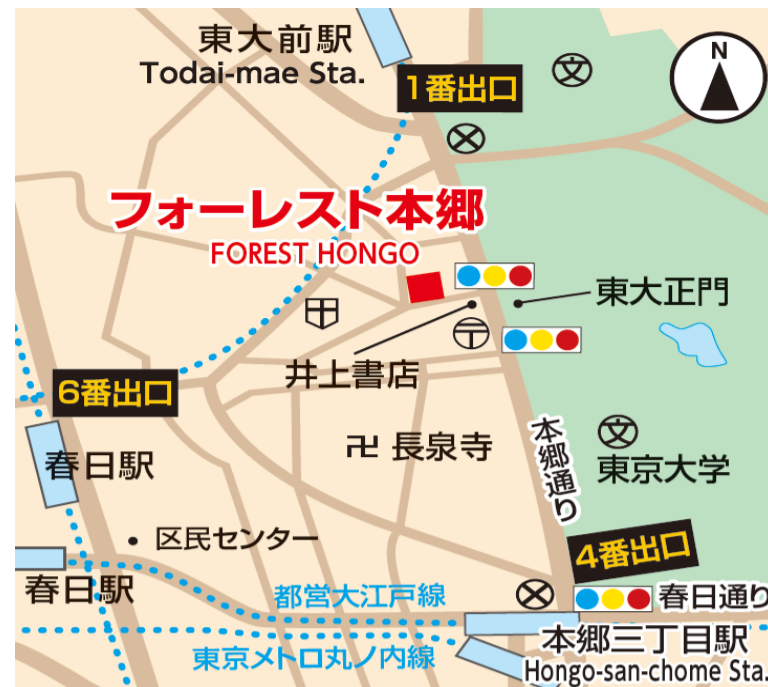 東大前駅
Todai-mae Sta.
1番出口
N
文
フォーレスト本郷
FOREST HONGO
東大正門
〒
井上書店
6番出口
卍 長泉寺
本郷通り
文
東京大学
春日駅
区民センター
4番出口
春日駅
都営大江戸線
春日通り
東京メトロ丸ノ内線
本郷三丁目駅
Hongo-san-chome Sta.